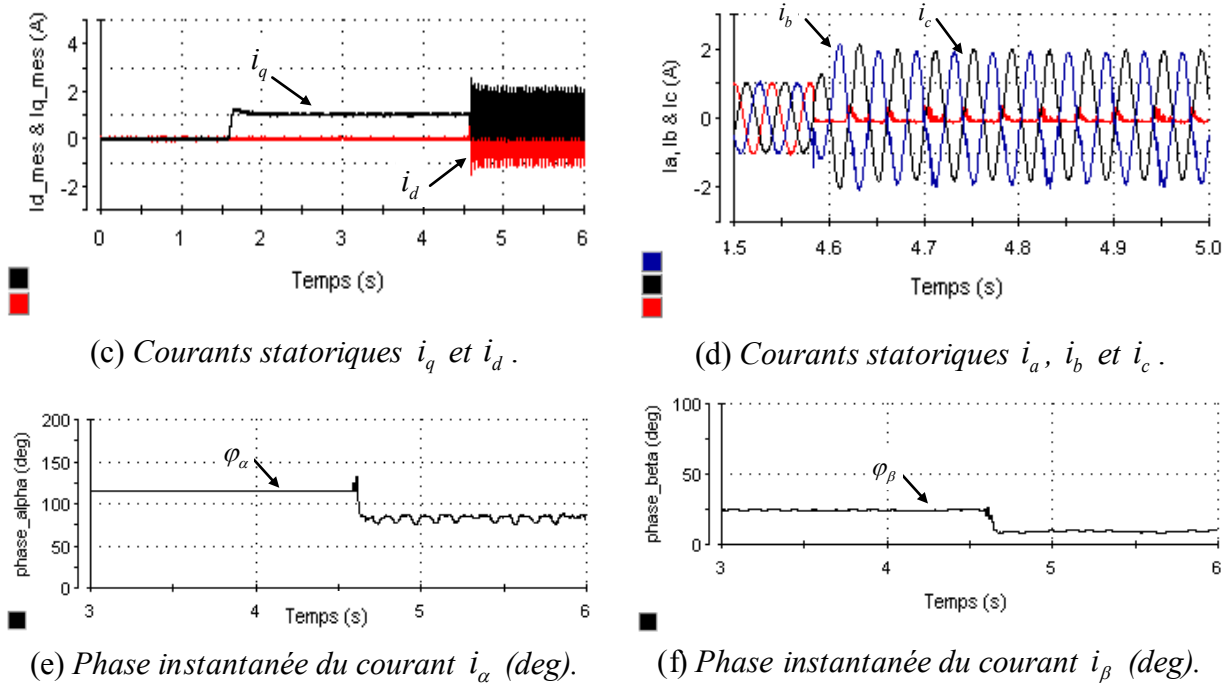 Id_mes & Iq_mes (A)
4
2
0
-2
i_q
i_d
0 1 2 3 4 5 6
Temps (s)
(c) Courants statoriques i_q et i_d .
Ia, Ib & Ic (A)
2
0
-2
i_b
i_c
4.5 4.6 4.7 4.8 4.9 5.0
Temps (s)
(d) Courants statoriques i_a , i_b et i_c .
phase_alpha (deg)
200
150
100
50
0
φ_α
3 4 5 6
Temps (s)
(e) Phase instantanée du courant i_α (deg).
phase_beta (deg)
100
50
0
φ_β
3 4 5 6
Temps (s)
(f) Phase instantanée du courant i_β (deg).